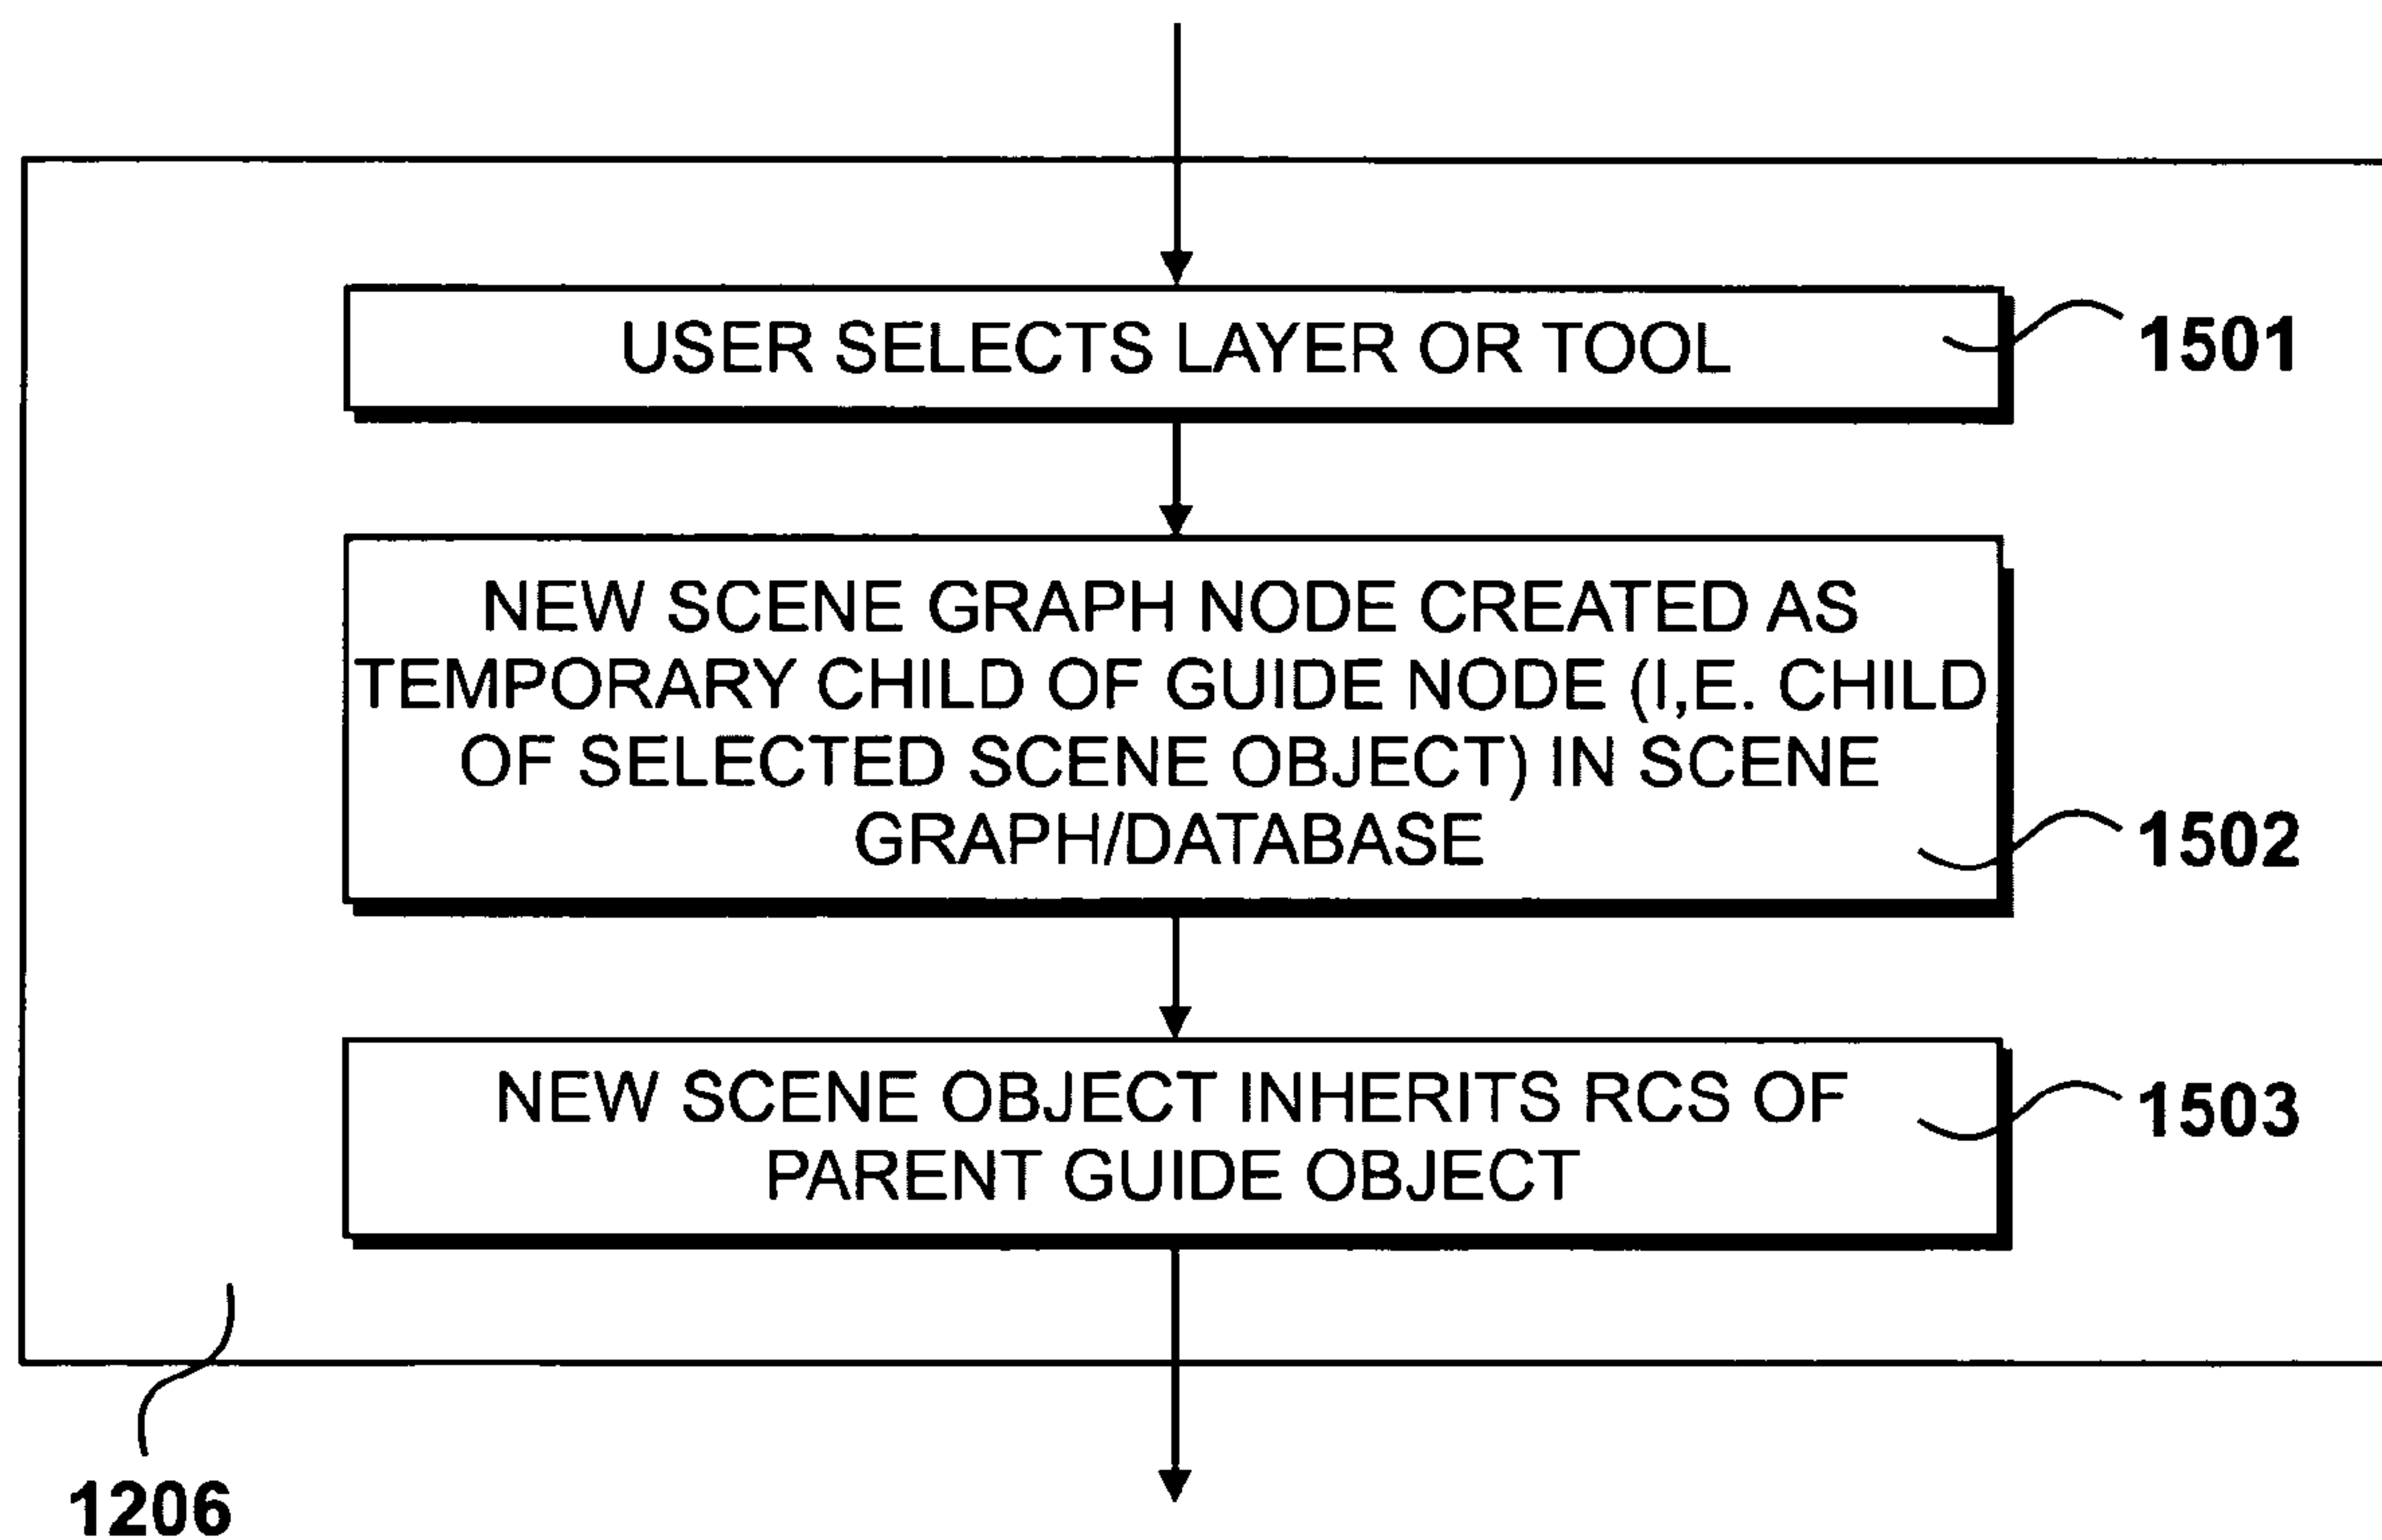 USER SELECTS LAYER OR TOOL
1501
NEW SCENE GRAPH NODE CREATED AS
TEMPORARY CHILD OF GUIDE NODE (I,E. CHILD
OF SELECTED SCENE OBJECT) IN SCENE
GRAPH/DATABASE
1502
NEW SCENE OBJECT INHERITS RCS OF
PARENT GUIDE OBJECT
1503
1206